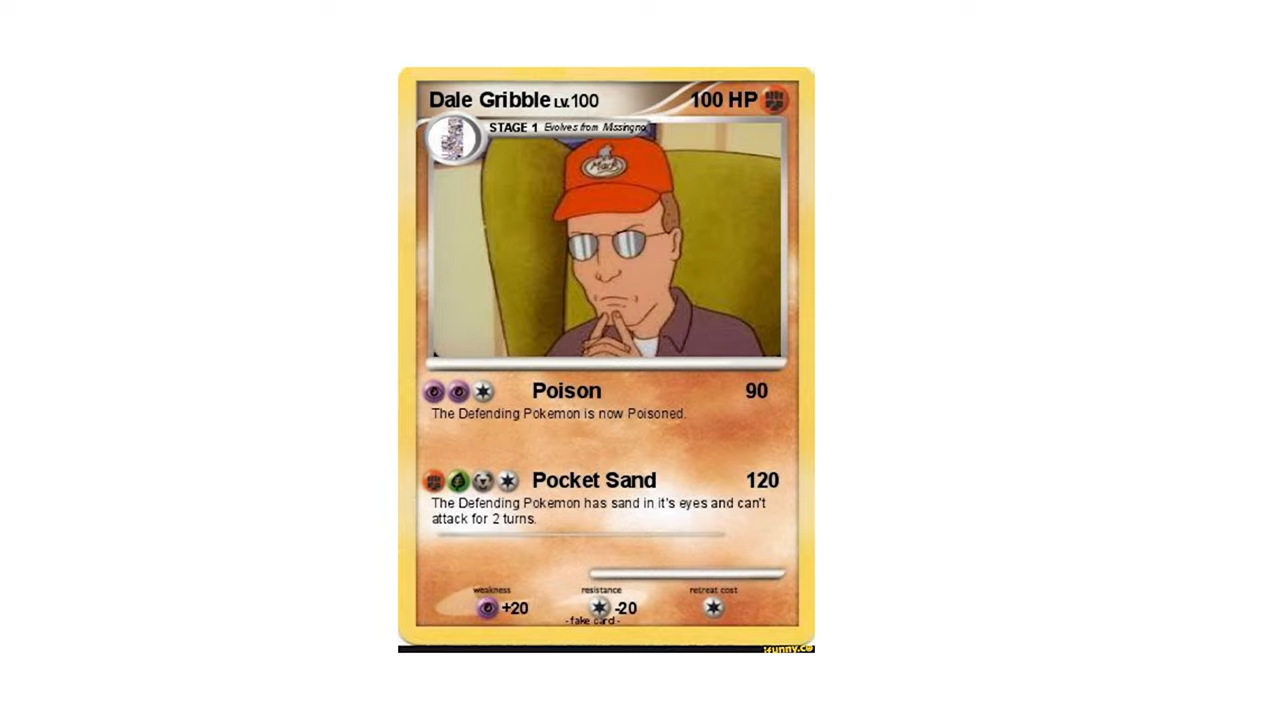 Dale Gribble LV.100 100 HP
STAGE 1 Evolves from Missingno
Mack
Poison 90
The Defending Pokemon is now Poisoned.
Pocket Sand 120
The Defending Pokemon has sand in it's eyes and can't
attack for 2 turns.
weakness resistance retreat cost
+20 -20
-fake card-
ifunny.co